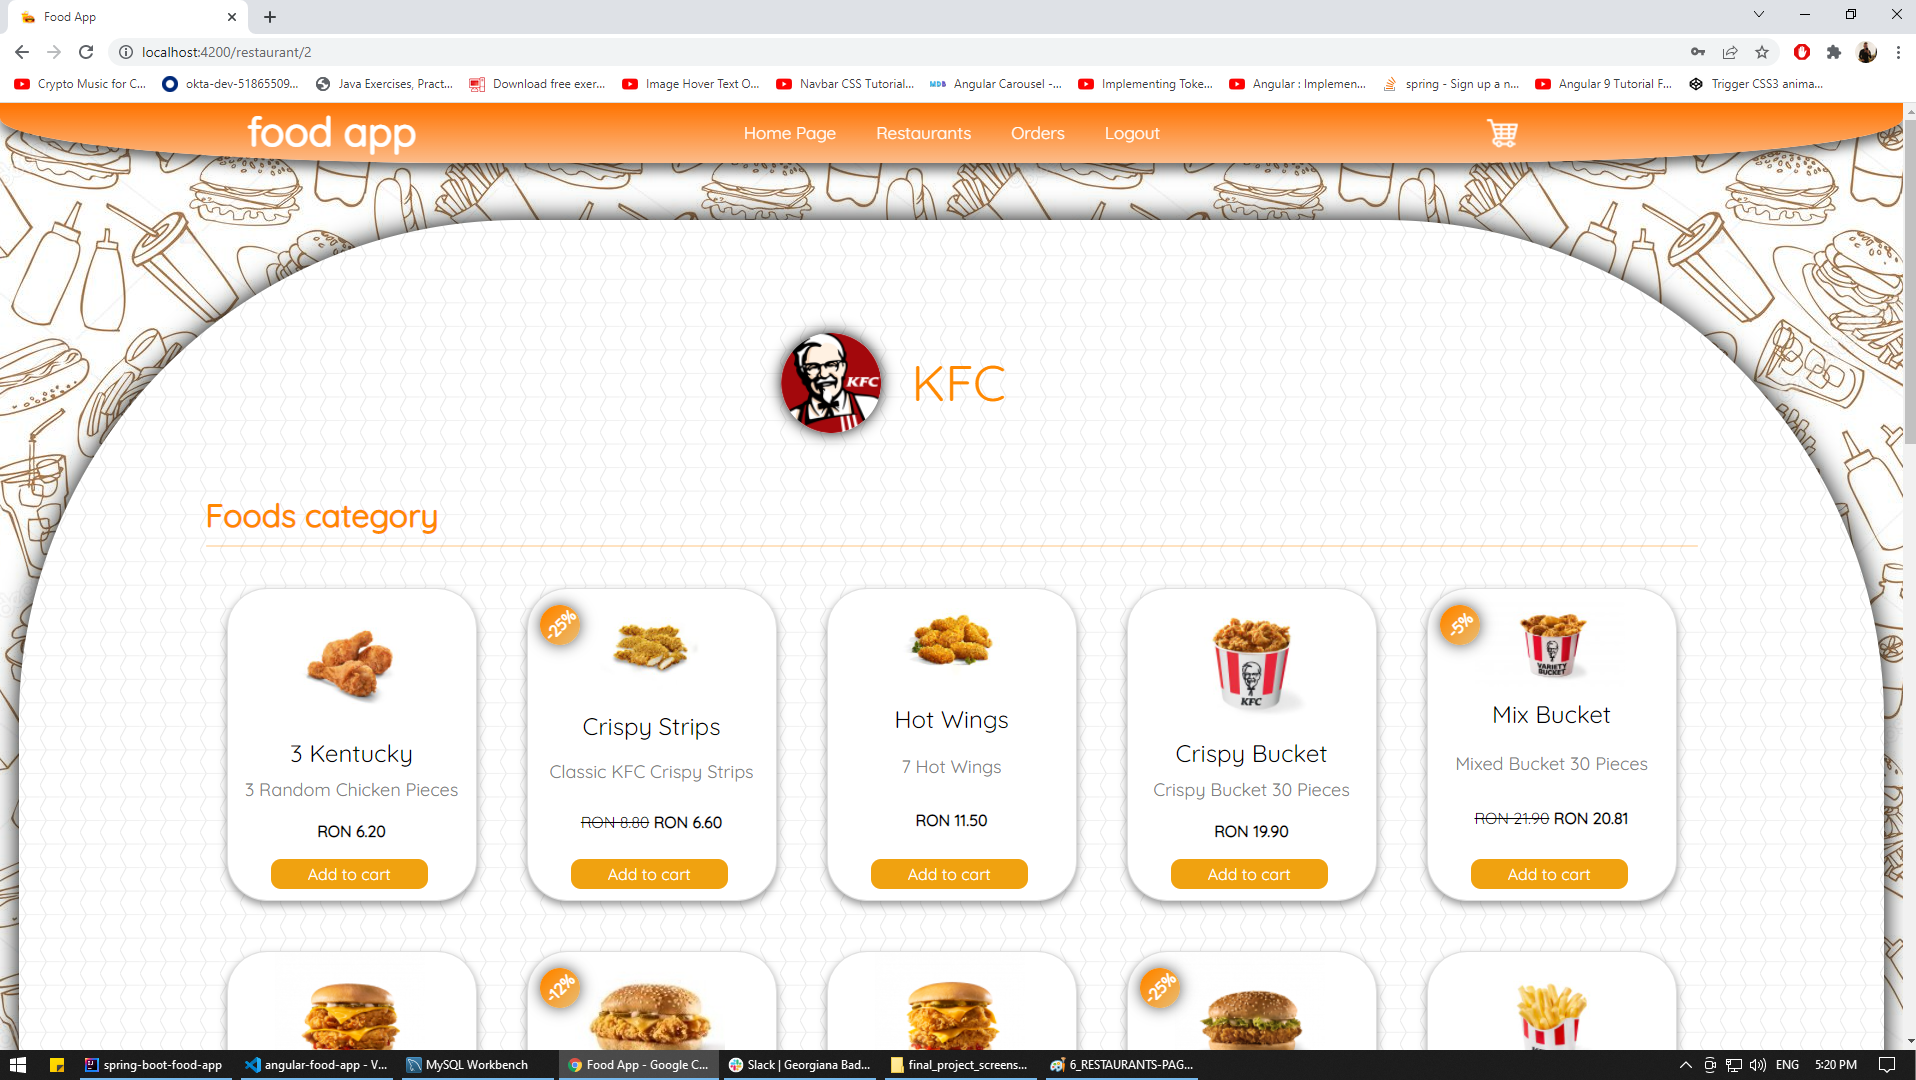 Food App
localhost:4200/restaurant/2
Crypto Music for C...
okta-dev-51865509...
Java Exercises, Pract...
Download free exer...
Image Hover Text O...
Navbar CSS Tutorial...
MDB
Angular Carousel -...
Implementing Toke...
Angular : Implemen...
spring - Sign up a n...
Angular 9 Tutorial F...
Trigger CSS3 anima...
food app
Home Page
Restaurants
Orders
Logout
KFC
KFC
Foods category
3 Kentucky
3 Random Chicken Pieces
RON 6.20
Add to cart
-25%
Crispy Strips
Classic KFC Crispy Strips
RON 8.80 RON 6.60
Add to cart
Hot Wings
7 Hot Wings
RON 11.50
Add to cart
KFC
Crispy Bucket
Crispy Bucket 30 Pieces
RON 19.90
Add to cart
-5%
VARIETY
BUCKET
Mix Bucket
Mixed Bucket 30 Pieces
RON 21.90 RON 20.81
Add to cart
-12%
-25%
spring-boot-food-app
angular-food-app - V...
MySQL Workbench
Food App - Google C...
Slack | Georgiana Bad...
final_project_screens...
6_RESTAURANTS-PAG...
ENG
5:20 PM